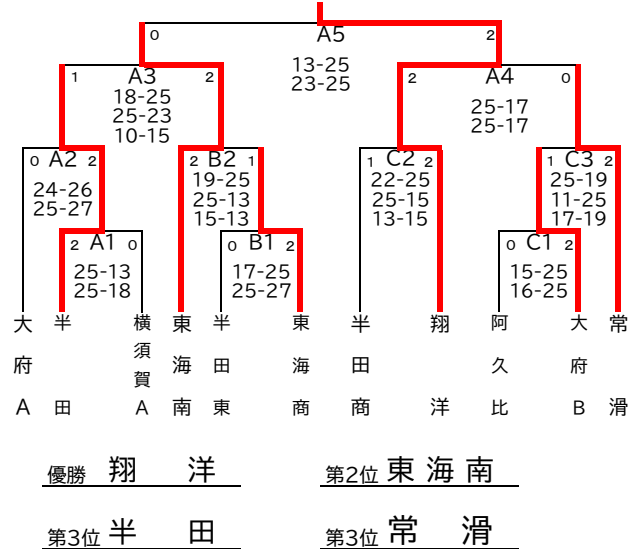 0 A5 2
13-25
23-25
1 A3 2
18-25
25-23
10-15
2 A4 0
25-17
25-17
0 A2 2
24-26
25-27
2 B2 1
19-25
25-13
15-13
1 C2 2
22-25
25-15
13-15
1 C3 2
25-19
11-25
17-19
2 A1 0
25-13
25-18
0 B1 2
17-25
25-27
0 C1 2
15-25
16-25
大府A
半田
横須賀A
東海南
半田東
東海商
半田商
翔洋
阿久比
大府B
常滑
優勝 翔洋
第2位 東海南
第3位 半田
第3位 常滑